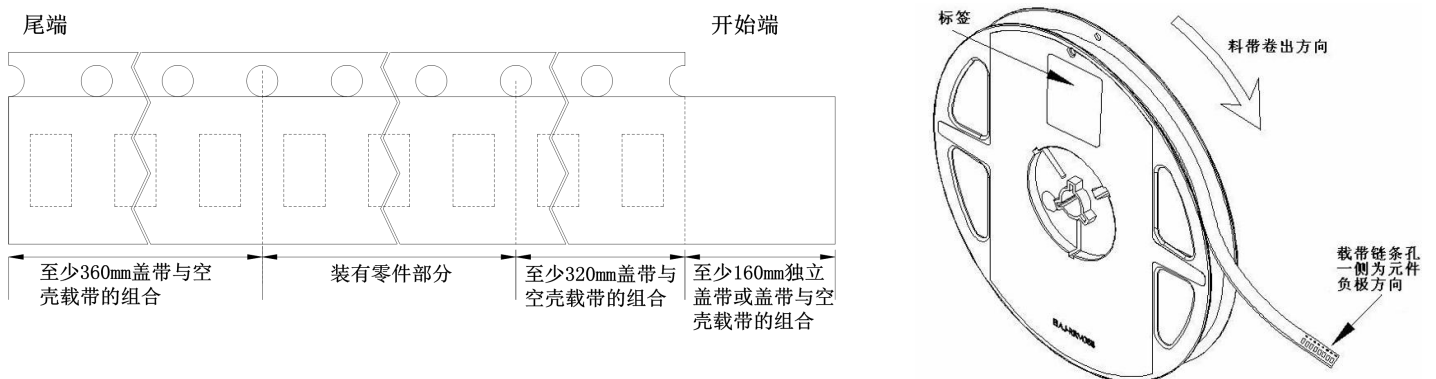 尾端
开始端
至少360mm盖带与空
壳载带的组合
装有零件部分
至少320mm盖带与
空壳载带的组合
至少160mm独立
盖带或盖带与空
壳载带的组合
标签
料带卷出方向
载带链条孔
一侧为元件
负极方向